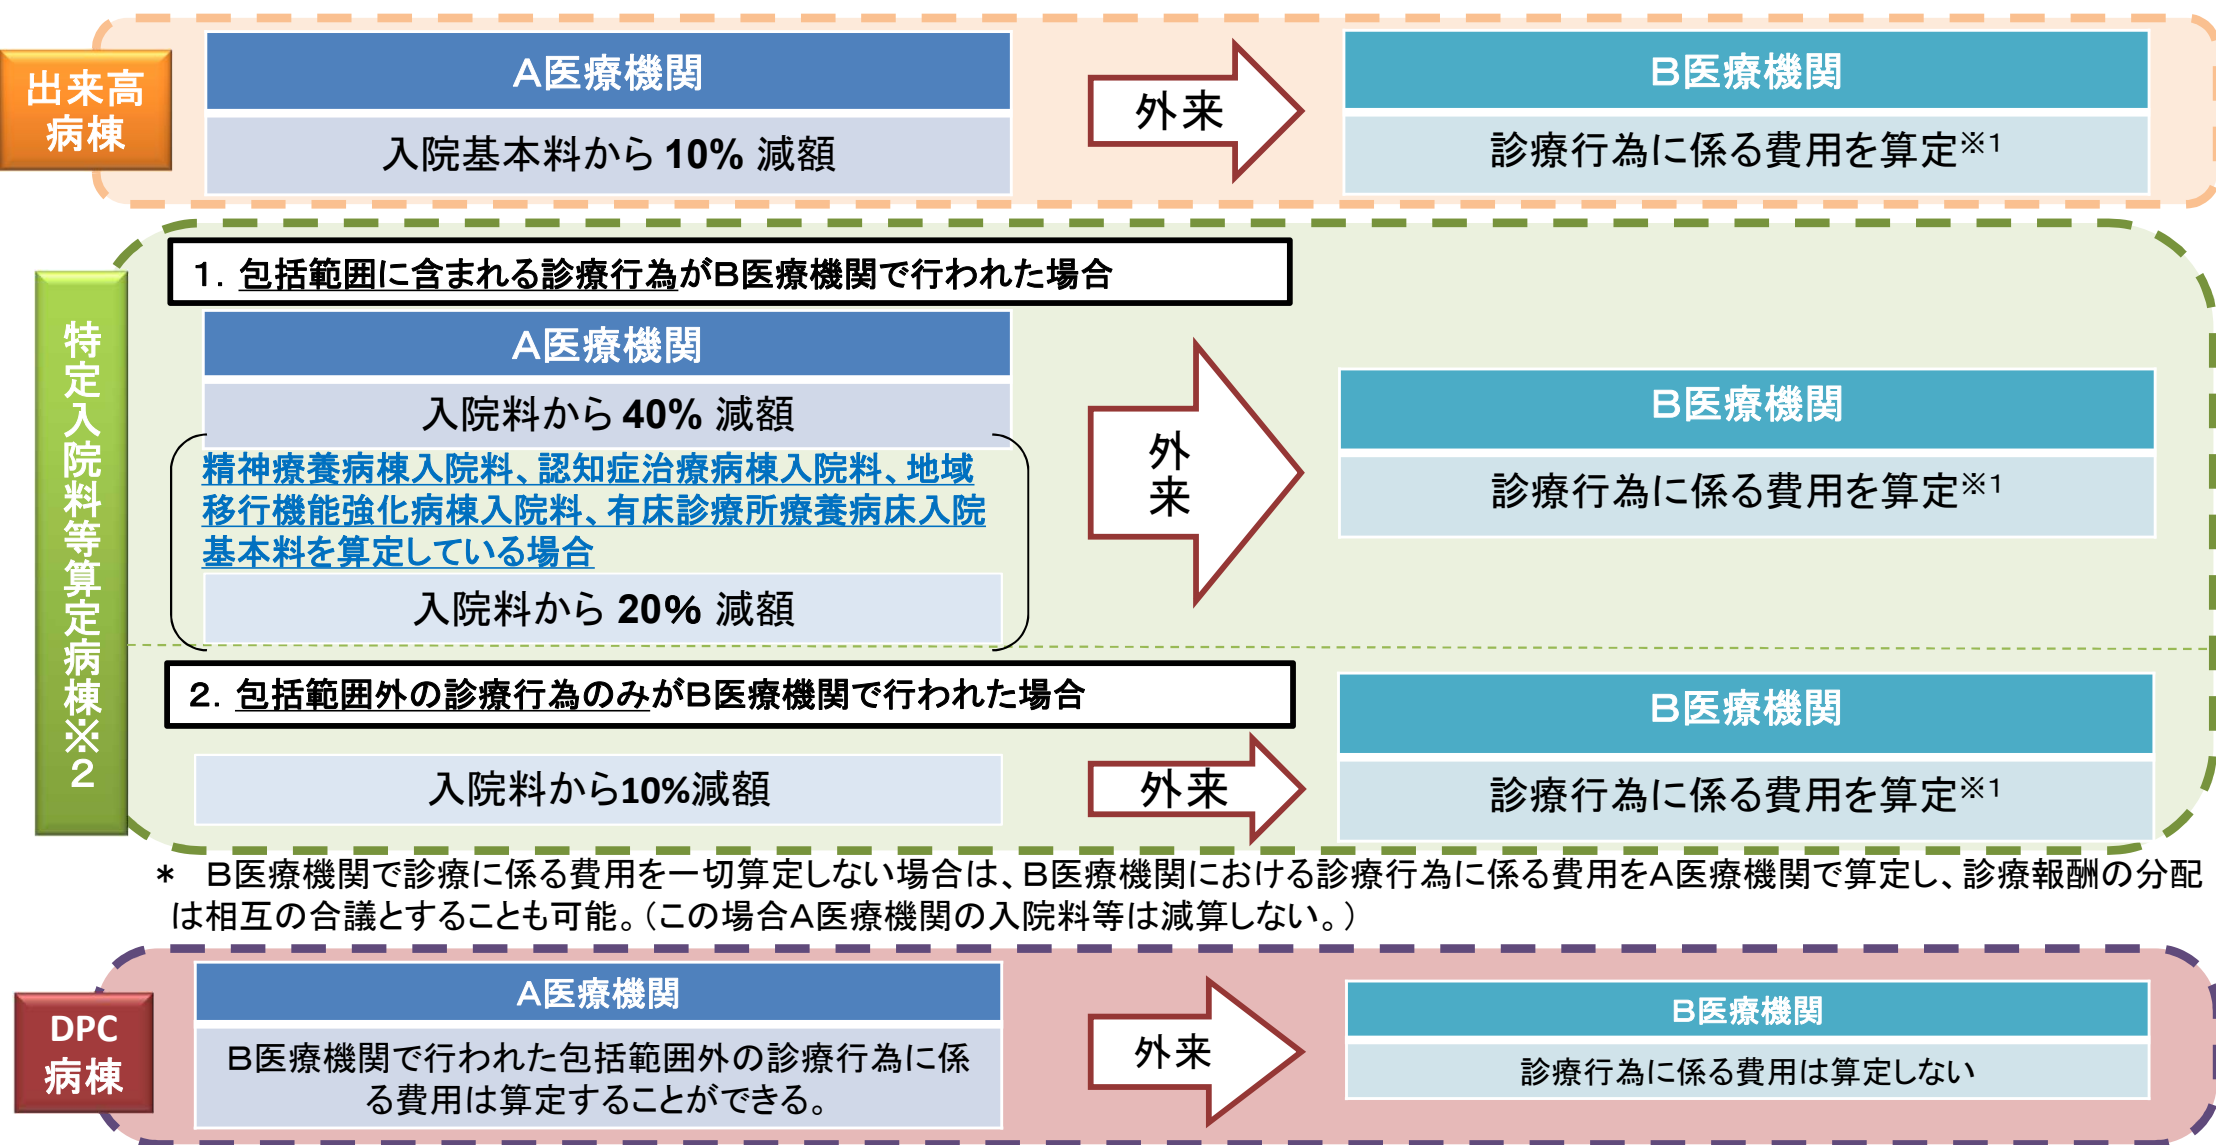 出来高
病棟
A医療機関
入院基本料から 10% 減額
外来
B医療機関
診療行為に係る費用を算定※1
特定入院料等算定病棟※2
1. 包括範囲に含まれる診療行為がB医療機関で行われた場合
A医療機関
入院料から 40% 減額
精神療養病棟入院料、認知症治療病棟入院料、地域
移行機能強化病棟入院料、有床診療所療養病床入院
基本料を算定している場合
入院料から 20% 減額
外来
B医療機関
診療行為に係る費用を算定※1
2. 包括範囲外の診療行為のみがB医療機関で行われた場合
入院料から10%減額
外来
B医療機関
診療行為に係る費用を算定※1
* B医療機関で診療に係る費用を一切算定しない場合は、B医療機関における診療行為に係る費用をA医療機関で算定し、診療報酬の分配
は相互の合議とすることも可能。（この場合A医療機関の入院料等は減算しない。）
DPC
病棟
A医療機関
B医療機関で行われた包括範囲外の診療行為に係
る費用は算定することができる。
外来
B医療機関
診療行為に係る費用は算定しない